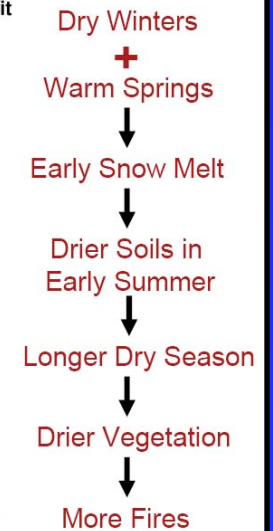 it
Dry Winters
+
Warm Springs
Early Snow Melt
Drier Soils in
Early Summer
Longer Dry Season
Drier Vegetation
More Fires